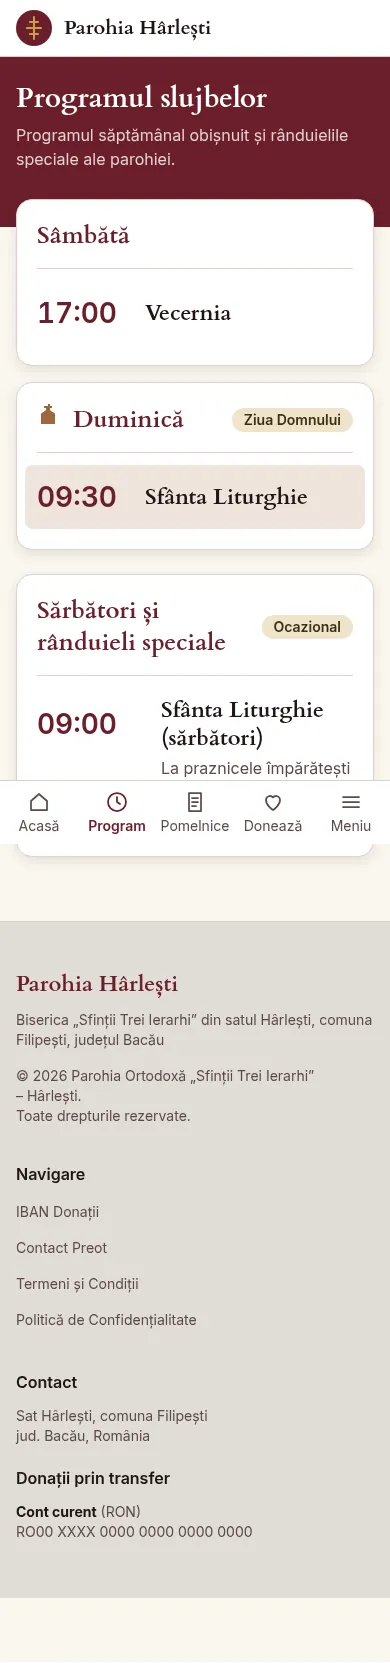 Parohia Hârlești
Programul slujbelor
Programul săptămânal obișnuit și rânduielile
speciale ale parohiei.
Sâmbătă
17:00 Vecernia
Duminică Ziua Domnului
09:30 Sfânta Liturghie
Sărbători și
rânduieli speciale
Ocazional
09:00
Sfânta Liturghie
(sărbători)
La praznicele împărătești
Acasă Program Pomelnice Donează Meniu
Parohia Hârlești
Biserica „Sfinții Trei Ierarhi” din satul Hârlești, comuna
Filipești, județul Bacău
© 2026 Parohia Ortodoxă „Sfinții Trei Ierarhi”
– Hârlești.
Toate drepturile rezervate.
Navigare
IBAN Donații
Contact Preot
Termeni și Condiții
Politică de Confidențialitate
Contact
Sat Hârlești, comuna Filipești
jud. Bacău, România
Donații prin transfer
Cont curent (RON)
RO00 XXXX 0000 0000 0000 0000